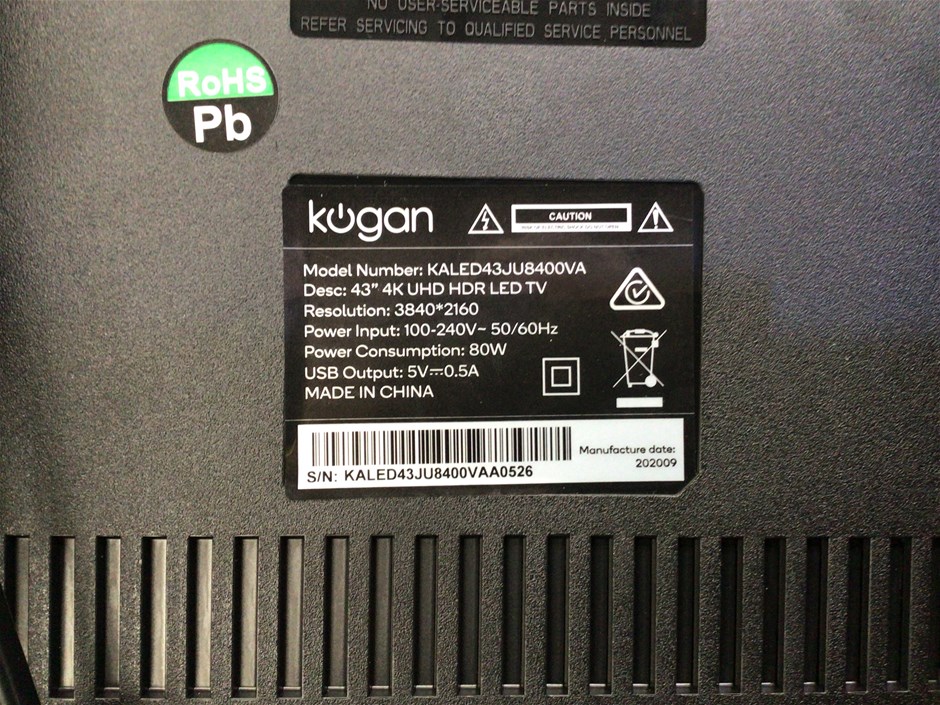 NO USER-SERVICEABLE PARTS INSIDE
REFER SERVICING TO QUALIFIED SERVICE PERSONNEL
RoHS
Pb
kogan
CAUTION
Model Number: KALED43JU8400VA
Desc: 43” 4K UHD HDR LED TV
Resolution: 3840*2160
Power Input: 100-240V~ 50/60Hz
Power Consumption: 80W
USB Output: 5V⎓0.5A
MADE IN CHINA
Manufacture date:
202009
S/N: KALED43JU8400VAA0526